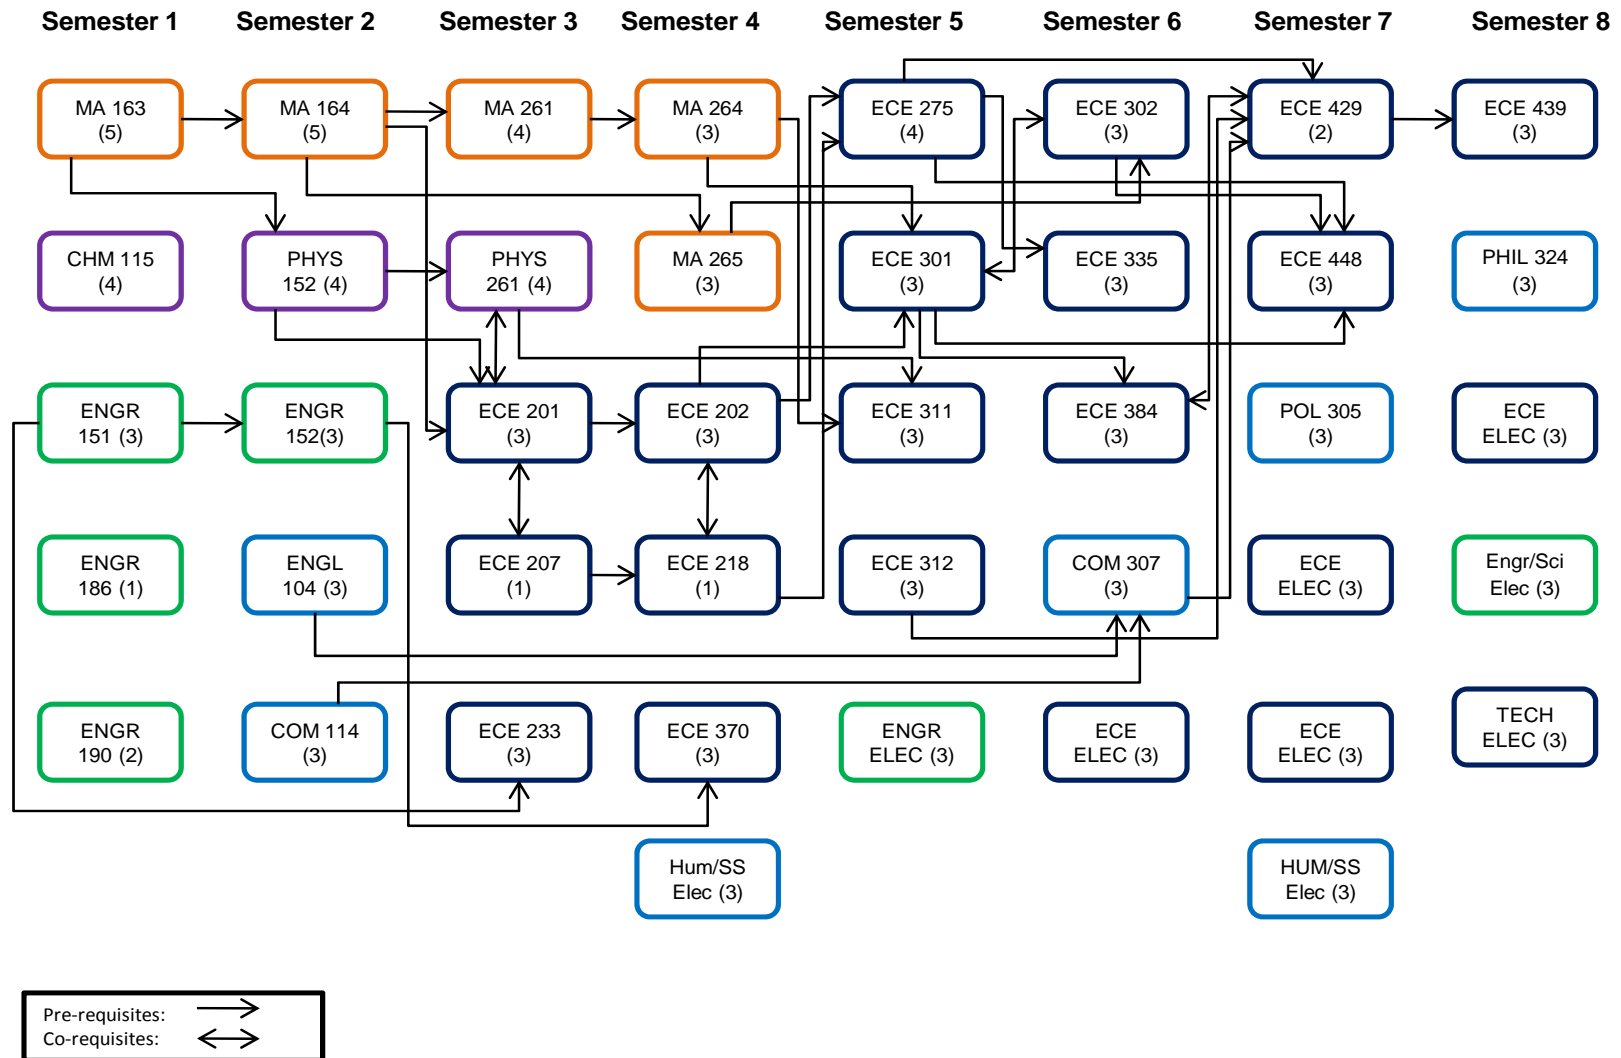 Semester 1 Semester 2 Semester 3 Semester 4 Semester 5 Semester 6 Semester 7 Semester 8
MA 163
(5)
MA 164
(5)
MA 261
(4)
MA 264
(3)
ECE 275
(4)
ECE 302
(3)
ECE 429
(2)
ECE 439
(3)
CHM 115
(4)
PHYS
152 (4)
PHYS
261 (4)
MA 265
(3)
ECE 301
(3)
ECE 335
(3)
ECE 448
(3)
PHIL 324
(3)
ENGR
151 (3)
ENGR
152(3)
ECE 201
(3)
ECE 202
(3)
ECE 311
(3)
ECE 384
(3)
POL 305
(3)
ECE
ELEC (3)
ENGR
186 (1)
ENGL
104 (3)
ECE 207
(1)
ECE 218
(1)
ECE 312
(3)
COM 307
(3)
ECE
ELEC (3)
Engr/Sci
Elec (3)
ENGR
190 (2)
COM 114
(3)
ECE 233
(3)
ECE 370
(3)
ENGR
ELEC (3)
ECE
ELEC (3)
ECE
ELEC (3)
TECH
ELEC (3)
Hum/SS
Elec (3)
HUM/SS
Elec (3)
Pre-requisites:
Co-requisites: